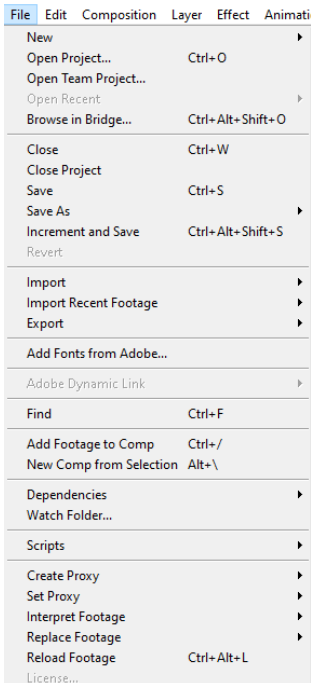 File Edit Composition Layer Effect Animati
New
Open Project... Ctrl+O
Open Team Project...
Open Recent
Browse in Bridge... Ctrl+Alt+Shift+O
Close Ctrl+W
Close Project
Save Ctrl+S
Save As
Increment and Save Ctrl+Alt+Shift+S
Revert
Import
Import Recent Footage
Export
Add Fonts from Adobe...
Adobe Dynamic Link
Find Ctrl+F
Add Footage to Comp Ctrl+/
New Comp from Selection Alt+\
Dependencies
Watch Folder...
Scripts
Create Proxy
Set Proxy
Interpret Footage
Replace Footage
Reload Footage Ctrl+Alt+L
License...